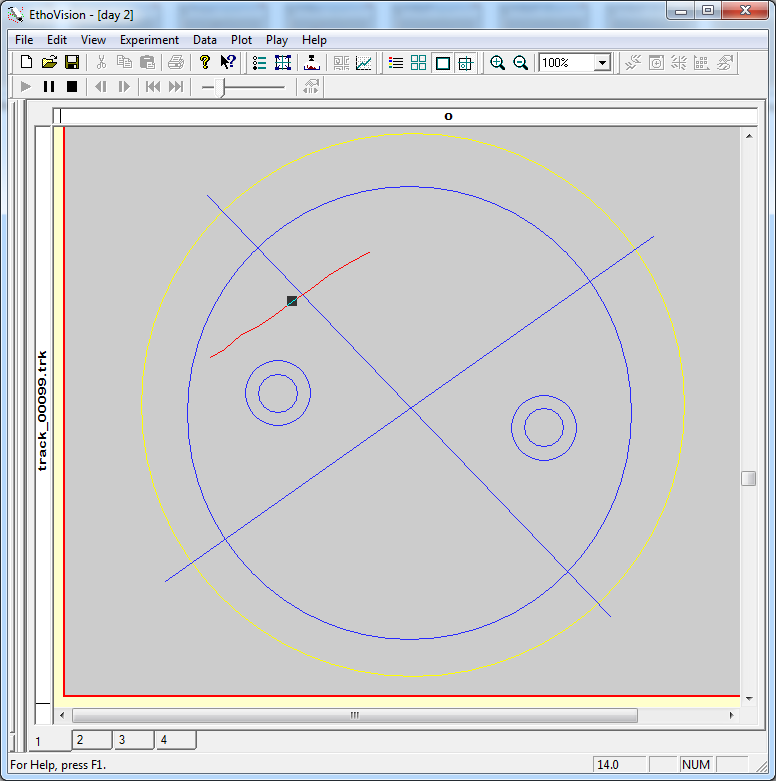 EthoVision - [day 2]
File Edit View Experiment Data Plot Play Help
100%
o
track_00099.trk
1 2 3 4
For Help, press F1. 14.0 NUM